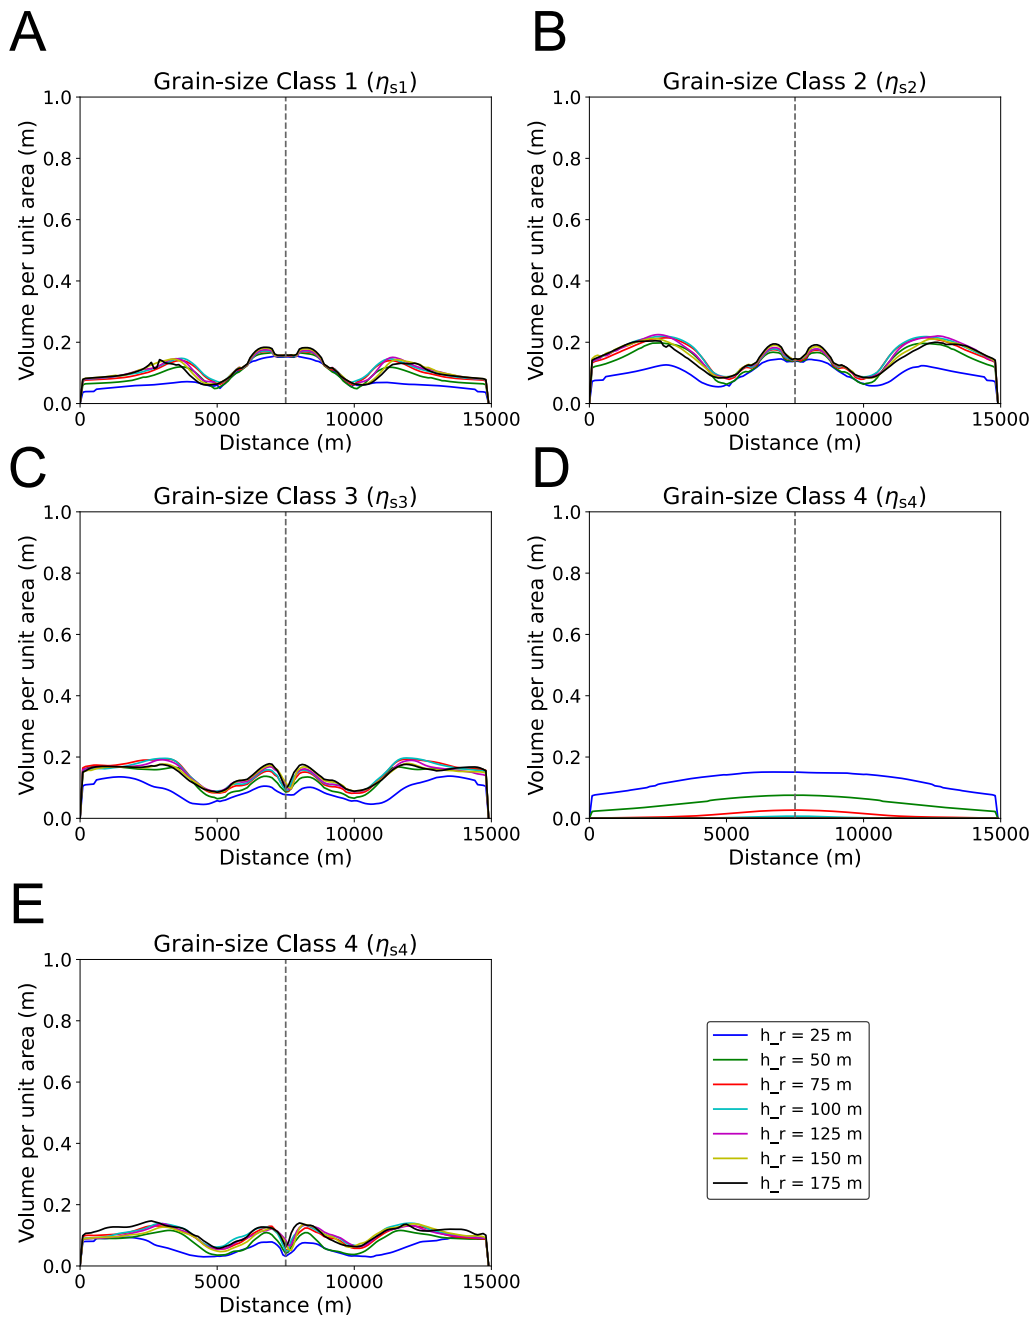 A
Grain-size Class 1 (ηs1)
Volume per unit area (m)
1.0
0.8
0.6
0.4
0.2
0.0
0 5000 10000 15000
Distance (m)
B
Grain-size Class 2 (ηs2)
Volume per unit area (m)
1.0
0.8
0.6
0.4
0.2
0.0
0 5000 10000 15000
Distance (m)
C
Grain-size Class 3 (ηs3)
Volume per unit area (m)
1.0
0.8
0.6
0.4
0.2
0.0
0 5000 10000 15000
Distance (m)
D
Grain-size Class 4 (ηs4)
Volume per unit area (m)
1.0
0.8
0.6
0.4
0.2
0.0
0 5000 10000 15000
Distance (m)
E
Grain-size Class 4 (ηs4)
Volume per unit area (m)
1.0
0.8
0.6
0.4
0.2
0.0
0 5000 10000 15000
Distance (m)
h_r = 25 m
h_r = 50 m
h_r = 75 m
h_r = 100 m
h_r = 125 m
h_r = 150 m
h_r = 175 m